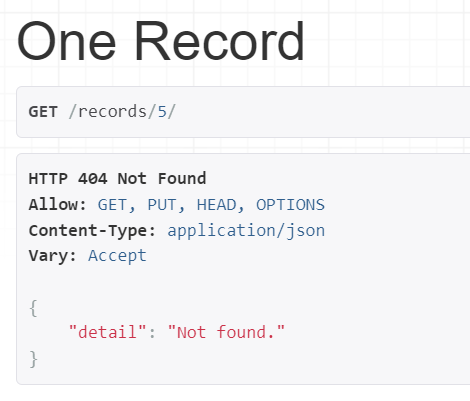 One Record
GET /records/5/
HTTP 404 Not Found
Allow: GET, PUT, HEAD, OPTIONS
Content-Type: application/json
Vary: Accept
{
    "detail": "Not found."
}